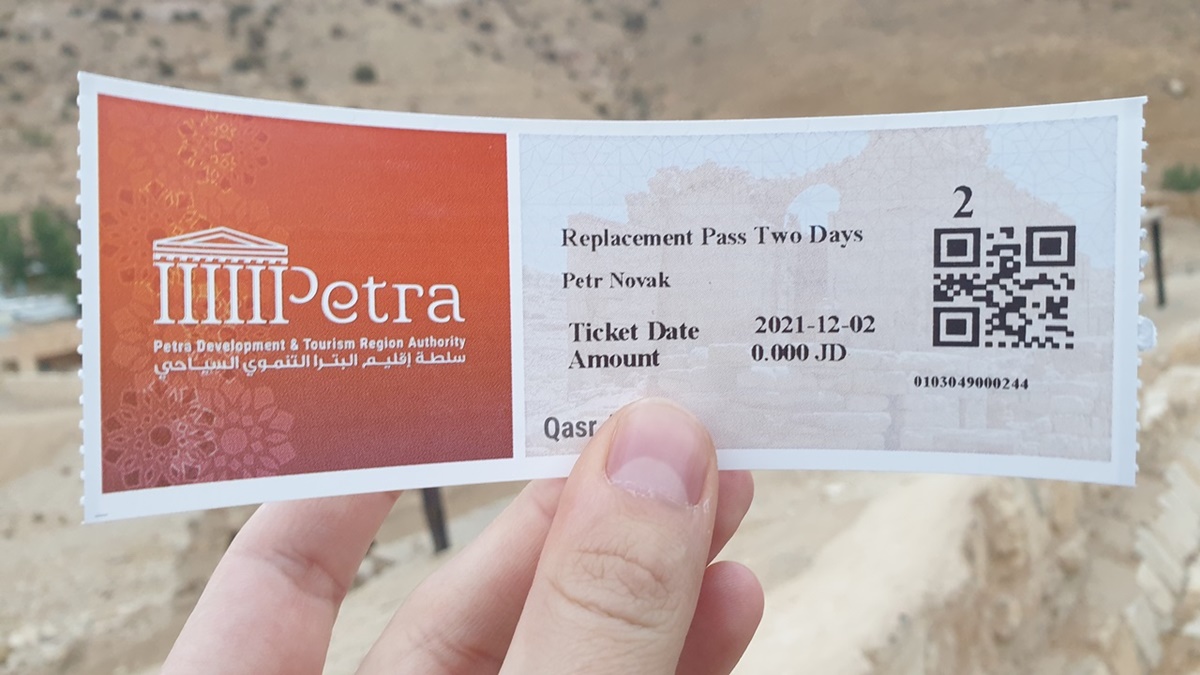 Petra
Petra Development & Tourism Region Authority
سلطة إقليم البترا التنموي السياحي
2
Replacement Pass Two Days
Petr Novak
Ticket Date 2021-12-02
Amount 0.000 JD
0103049000244
Qasr